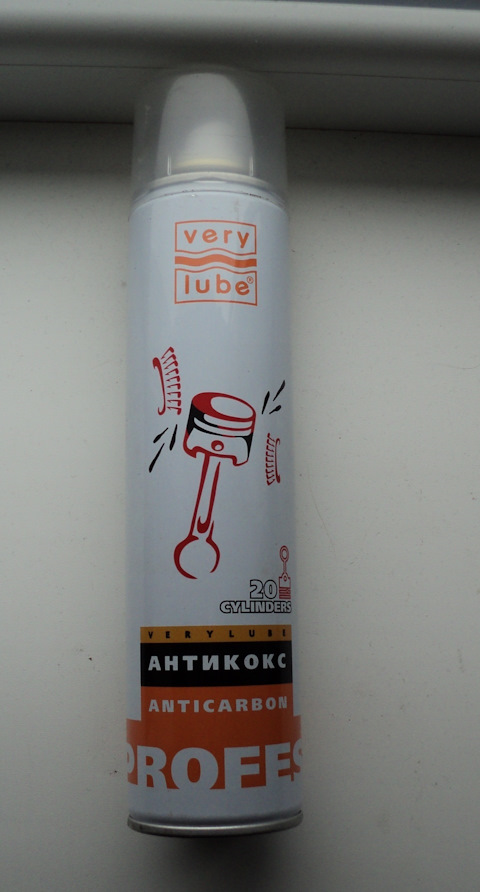 very
lube®
20
CYLINDERS
VERYLUBE
АНТИКОКС
ANTICARBON
PROFES